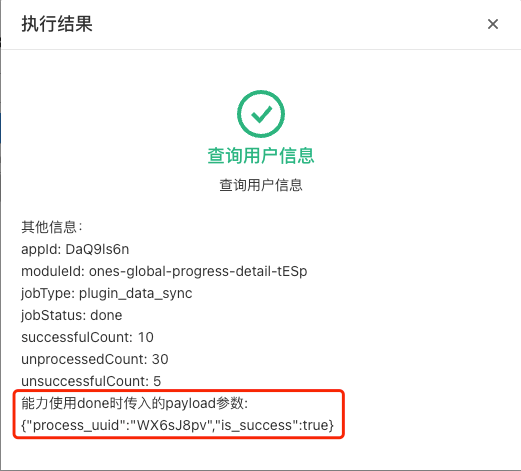 执行结果
查询用户信息
查询用户信息
其他信息：
appId: DaQ9ls6n
moduleId: ones-global-progress-detail-tESp
jobType: plugin_data_sync
jobStatus: done
successfulCount: 10
unprocessedCount: 30
unsuccessfulCount: 5
能力使用done时传入的payload参数:
{"process_uuid":"WX6sJ8pv","is_success":true}